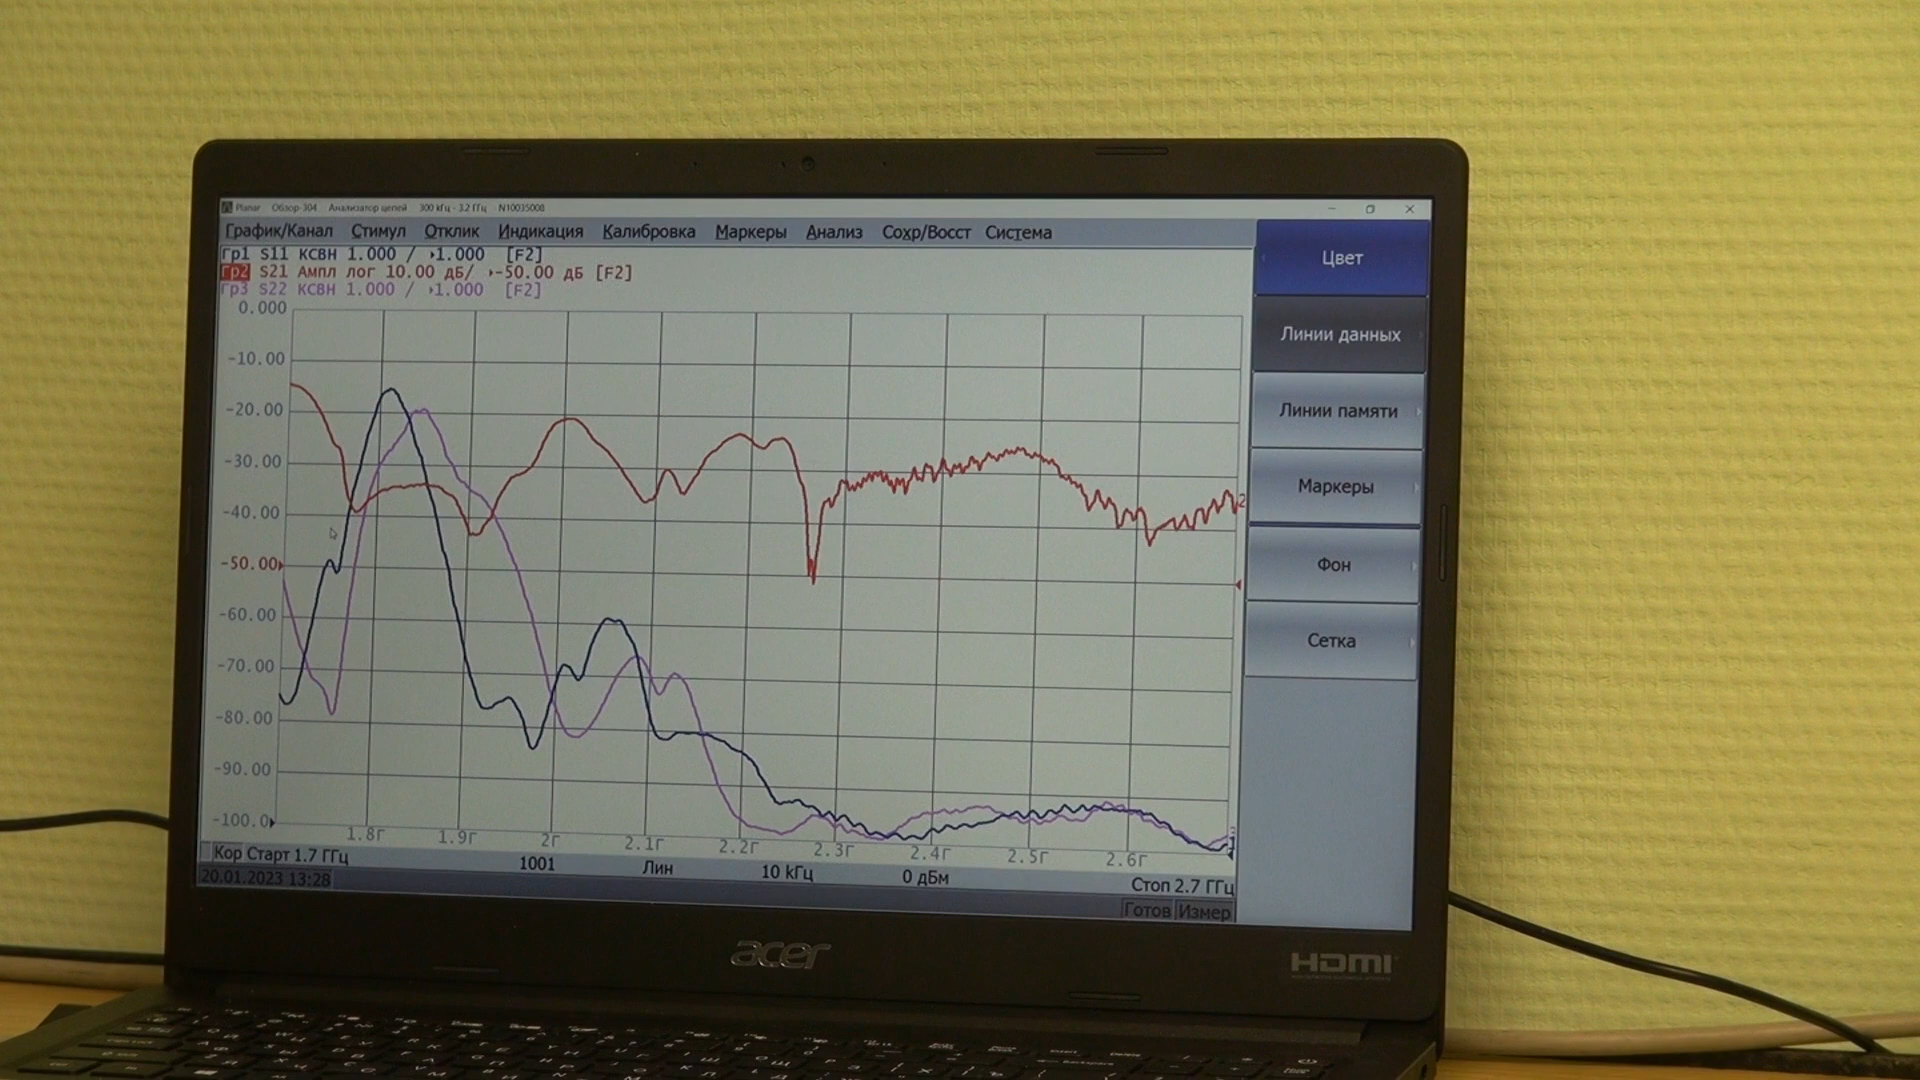 Planar Обзор-304 Анализатор цепей 300 кГц - 3.2 ГГц N10035008
График/Канал Стимул Отклик Индикация Калибровка Маркеры Анализ Сохр/Восст Система
Гр1 S11 КСВН 1.000 / 1.000 [F2]
Гр2 S21 Ампл лог 10.00 дБ/ -50.00 дБ [F2]
Гр3 S22 КСВН 1.000 / 1.000 [F2]
0.000
-10.00
-20.00
-30.00
-40.00
-50.00
-60.00
-70.00
-80.00
-90.00
-100.0
2
1.8г 1.9г 2г 2.1г 2.2г 2.3г 2.4г 2.5г 2.6г
Кор Старт 1.7 ГГц 1001 Лин 10 kГц 0 дБм Стоп 2.7 ГГц
20.01.2023 13:28
Готов Измер
Цвет
Линии данных
Линии памяти
Маркеры
Фон
Сетка
acer
HDMI